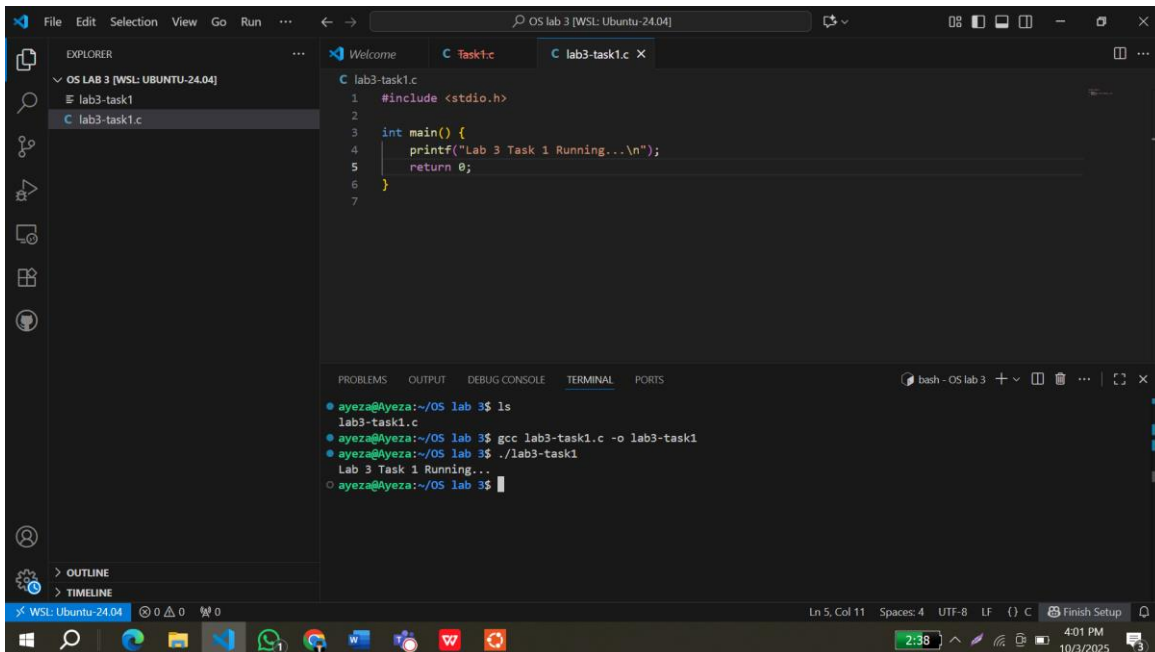 File Edit Selection View Go Run ...
OS lab 3 [WSL: Ubuntu-24.04]
EXPLORER
OS LAB 3 [WSL: UBUNTU-24.04]
lab3-task1
C lab3-task1.c
OUTLINE
TIMELINE
Welcome
C Task1.c
C lab3-task1.c
C lab3-task1.c
1 #include <stdio.h>
2
3 int main() {
4 printf("Lab 3 Task 1 Running...\n");
5 return 0;
6 }
7
PROBLEMS OUTPUT DEBUG CONSOLE TERMINAL PORTS
bash - OS lab 3
ayeza@Ayeza:~/OS lab 3$ ls
lab3-task1.c
ayeza@Ayeza:~/OS lab 3$ gcc lab3-task1.c -o lab3-task1
ayeza@Ayeza:~/OS lab 3$ ./lab3-task1
Lab 3 Task 1 Running...
ayeza@Ayeza:~/OS lab 3$
WSL: Ubuntu-24.04 0 0 0 Ln 5, Col 11 Spaces: 4 UTF-8 LF {} C Finish Setup
2:38 4:01 PM
10/3/2025 3